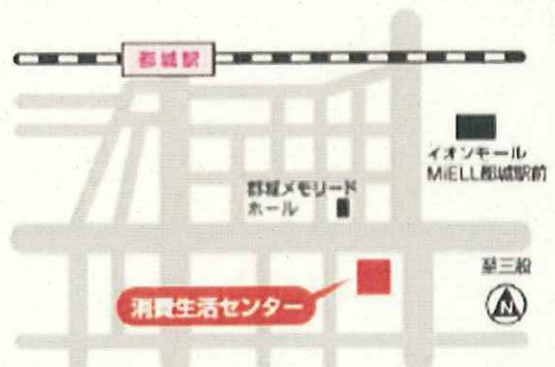 都城駅
イオンモール
MiELL都城駅前
都城メモリード
ホール
至三股
消費生活センター
N